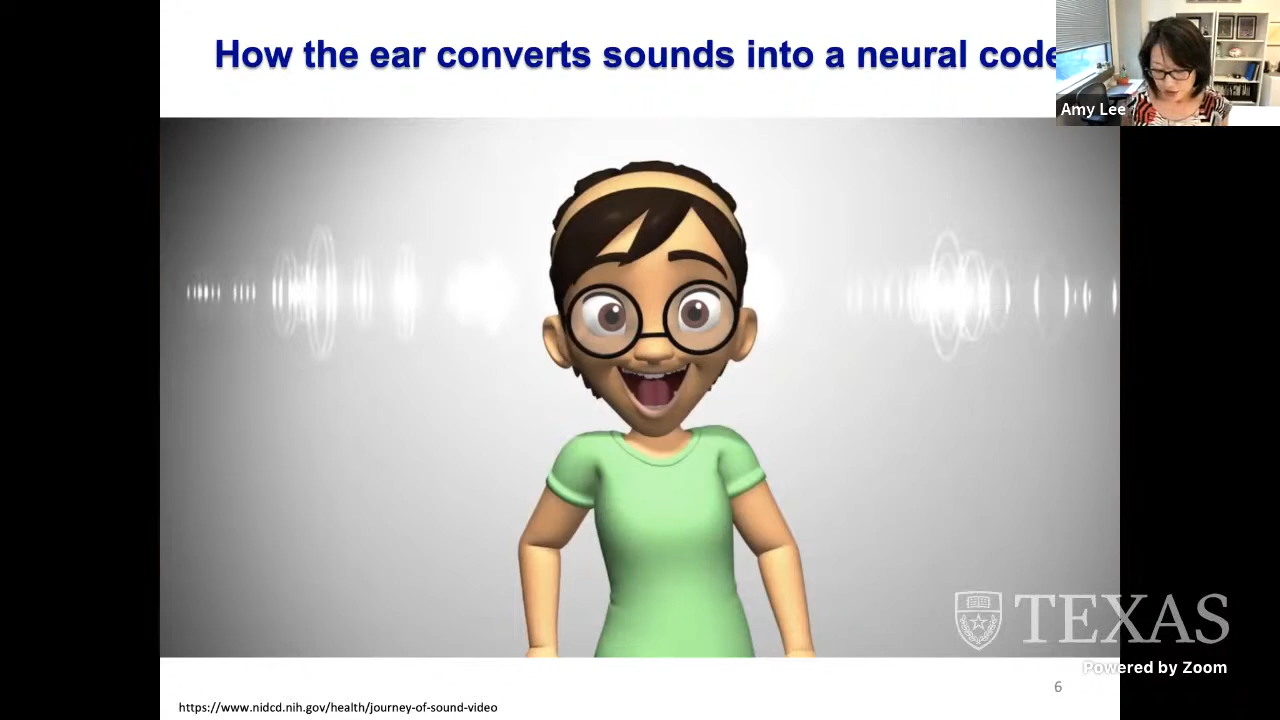 How the ear converts sounds into a neural code
Amy Lee
TEXAS
Powered by Zoom
6
https://www.nidcd.nih.gov/health/journey-of-sound-video